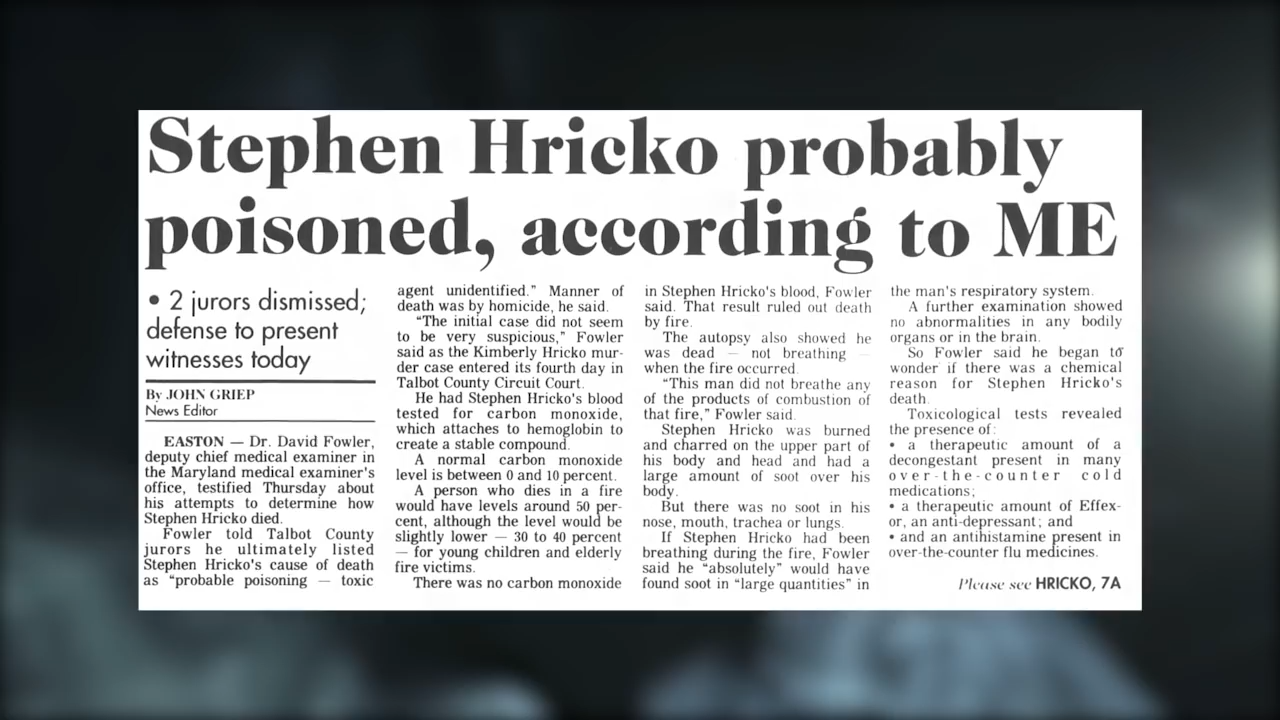 Stephen Hricko probably
poisoned, according to ME
• 2 jurors dismissed;
defense to present
witnesses today
By JOHN GRIEP
News Editor
EASTON — Dr. David Fowler,
deputy chief medical examiner in
the Maryland medical examiner's
office, testified Thursday about
his attempts to determine how
Stephen Hricko died.
Fowler told Talbot County
jurors he ultimately listed
Stephen Hricko's cause of death
as "probable poisoning — toxic
agent unidentified." Manner of
death was by homicide, he said.
"The initial case did not seem
to be very suspicious," Fowler
said as the Kimberly Hricko mur-
der case entered its fourth day in
Talbot County Circuit Court.
He had Stephen Hricko's blood
tested for carbon monoxide,
which attaches to hemoglobin to
create a stable compound.
A normal carbon monoxide
level is between 0 and 10 percent.
A person who dies in a fire
would have levels around 50 per-
cent, although the level would be
slightly lower — 30 to 40 percent
— for young children and elderly
fire victims.
There was no carbon monoxide
in Stephen Hricko's blood, Fowler
said. That result ruled out death
by fire.
The autopsy also showed he
was dead — not breathing —
when the fire occurred.
"This man did not breathe any
of the products of combustion of
that fire," Fowler said.
Stephen Hricko was burned
and charred on the upper part of
his body and head and had a
large amount of soot over his
body.
But there was no soot in his
nose, mouth, trachea or lungs.
If Stephen Hricko had been
breathing during the fire, Fowler
said he "absolutely" would have
found soot in "large quantities" in
the man's respiratory system.
A further examination showed
no abnormalities in any bodily
organs or in the brain.
So Fowler said he began to
wonder if there was a chemical
reason for Stephen Hricko's
death.
Toxicological tests revealed
the presence of:
• a therapeutic amount of a
decongestant present in many
over-the-counter cold
medications;
• a therapeutic amount of Effex-
or, an anti-depressant; and
• and an antihistamine present in
over-the-counter flu medicines.
Please see HRICKO, 7A